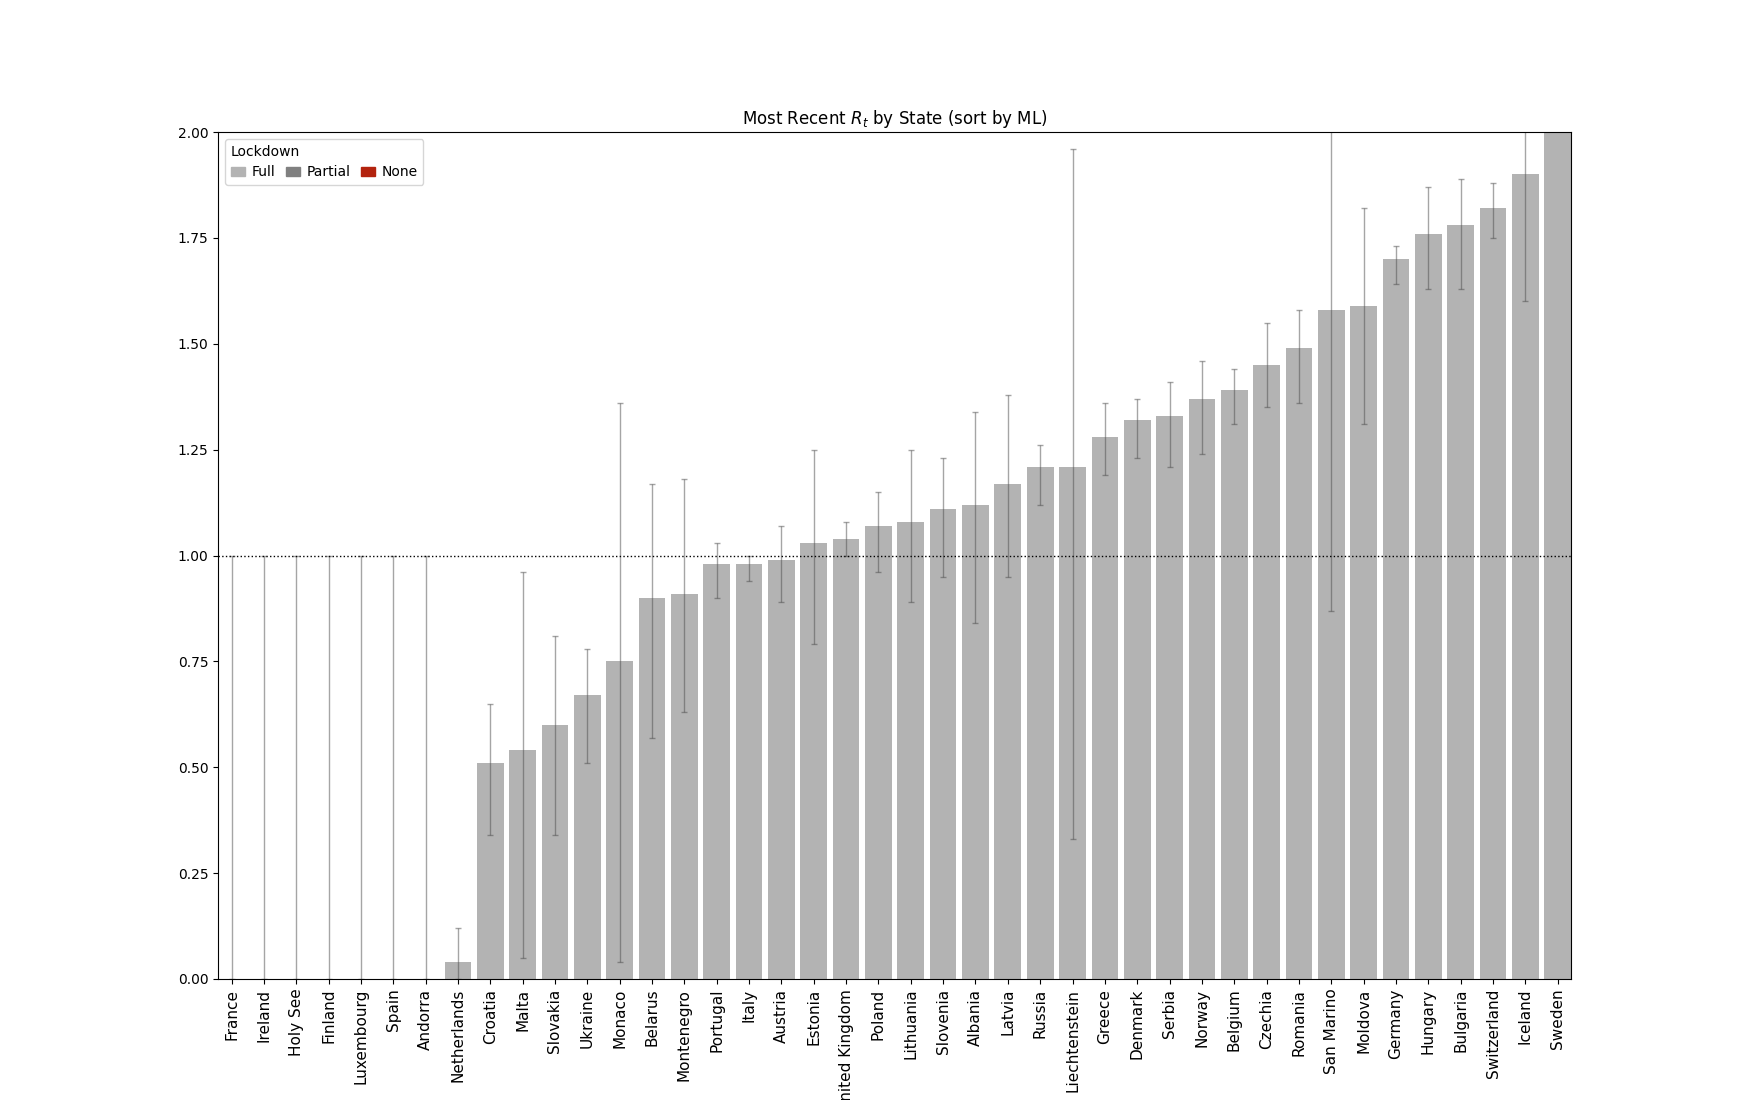 Most Recent Rt by State (sort by ML)
Lockdown
Full Partial None
2.00
1.75
1.50
1.25
1.00
0.75
0.50
0.25
0.00
France
Ireland
Holy See
Finland
Luxembourg
Spain
Andorra
Netherlands
Croatia
Malta
Slovakia
Ukraine
Monaco
Belarus
Montenegro
Portugal
Italy
Austria
Estonia
nited Kingdom
Poland
Lithuania
Slovenia
Albania
Latvia
Russia
Liechtenstein
Greece
Denmark
Serbia
Norway
Belgium
Czechia
Romania
San Marino
Moldova
Germany
Hungary
Bulgaria
Switzerland
Iceland
Sweden